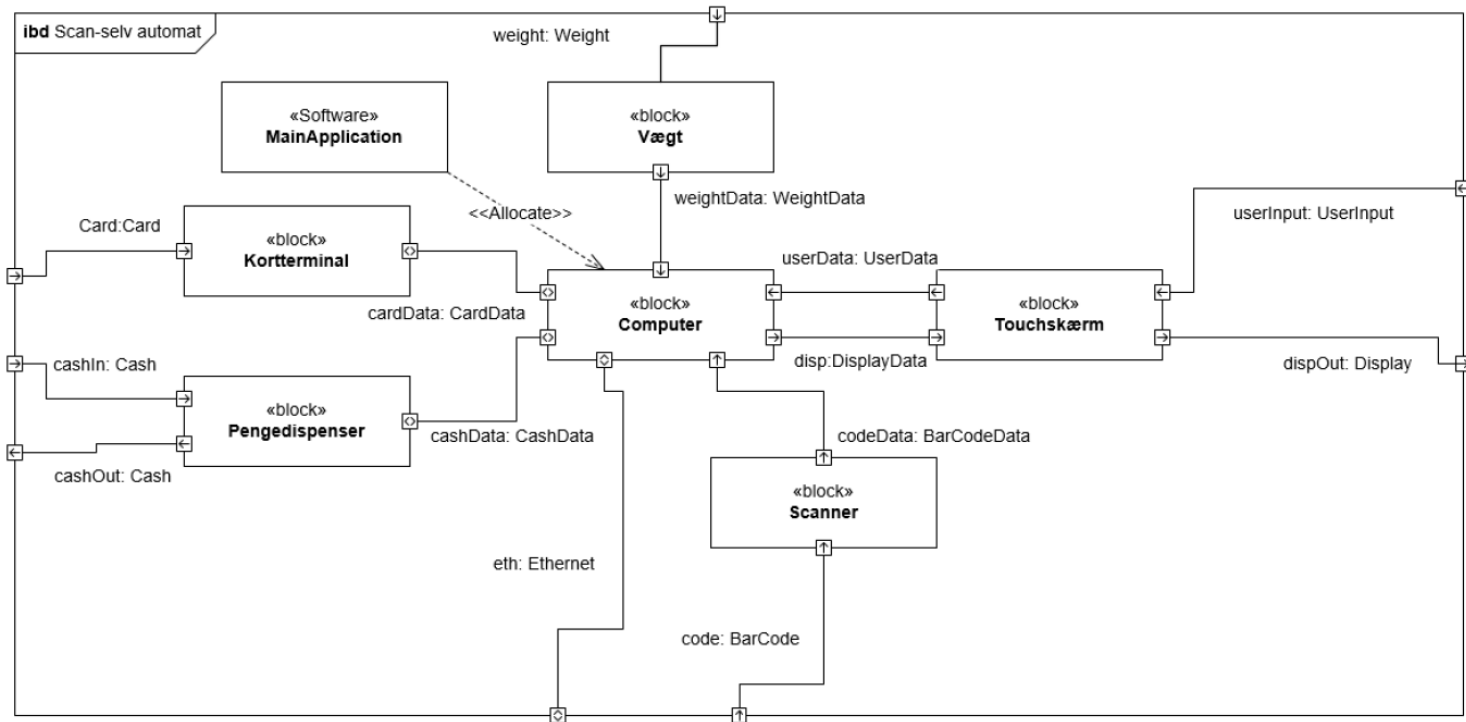 ibd Scan-selv automat
weight: Weight
«Software»
MainApplication
«block»
Vægt
weightData: WeightData
<<Allocate>>
userInput: UserInput
Card:Card
«block»
Kortterminal
cardData: CardData
«block»
Computer
userData: UserData
disp:DisplayData
«block»
Touchskærm
dispOut: Display
cashIn: Cash
«block»
Pengedispenser
cashOut: Cash
cashData: CashData
codeData: BarCodeData
«block»
Scanner
eth: Ethernet
code: BarCode